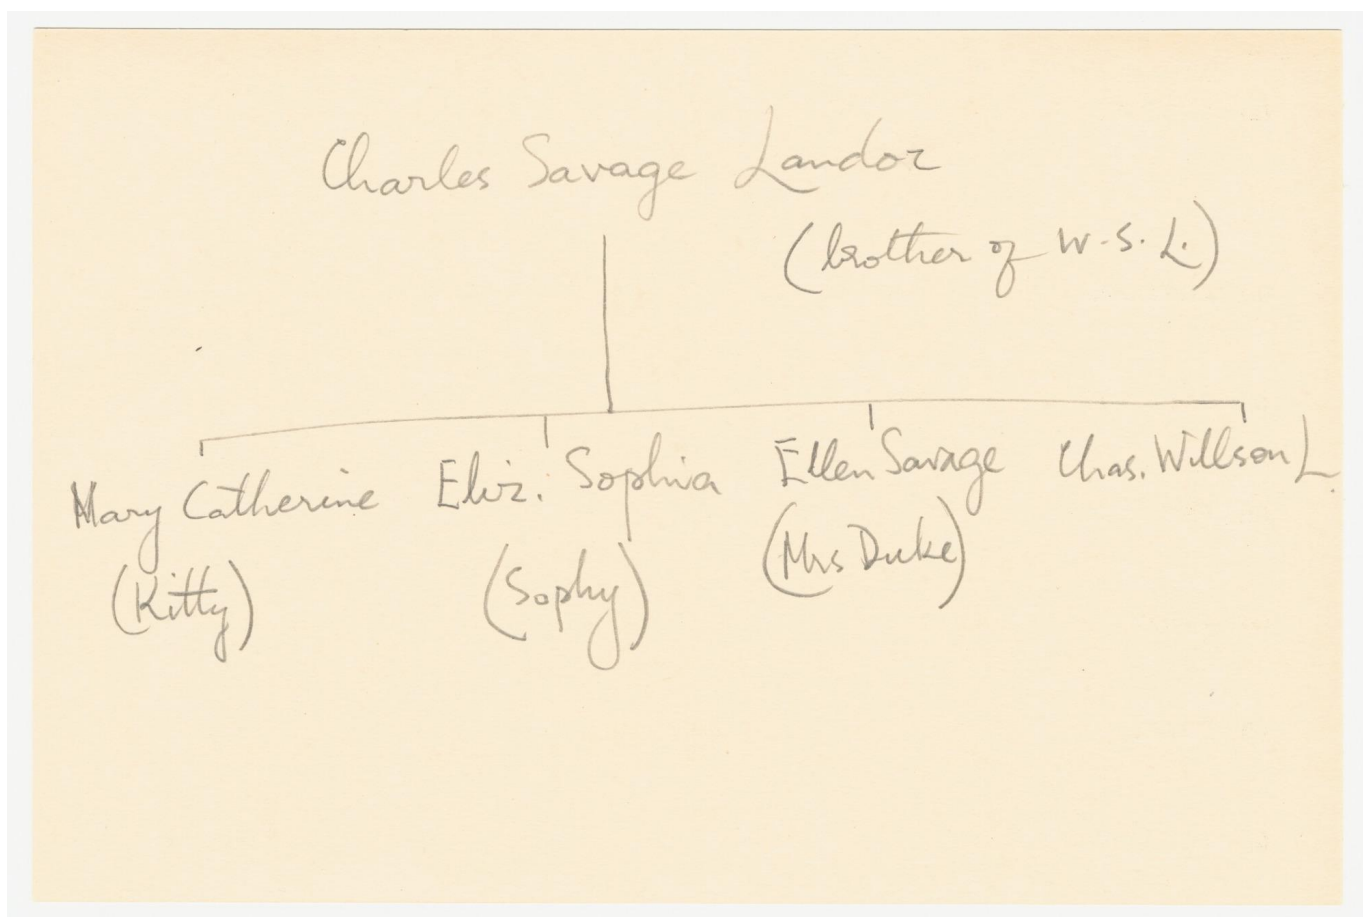 Charles Savage Landor
(brother of W.S.L.)
Mary Catherine Eliz. Sophia Ellen Savage Chas. Willson L.
(Kitty) (Sophy) (Mrs Duke)